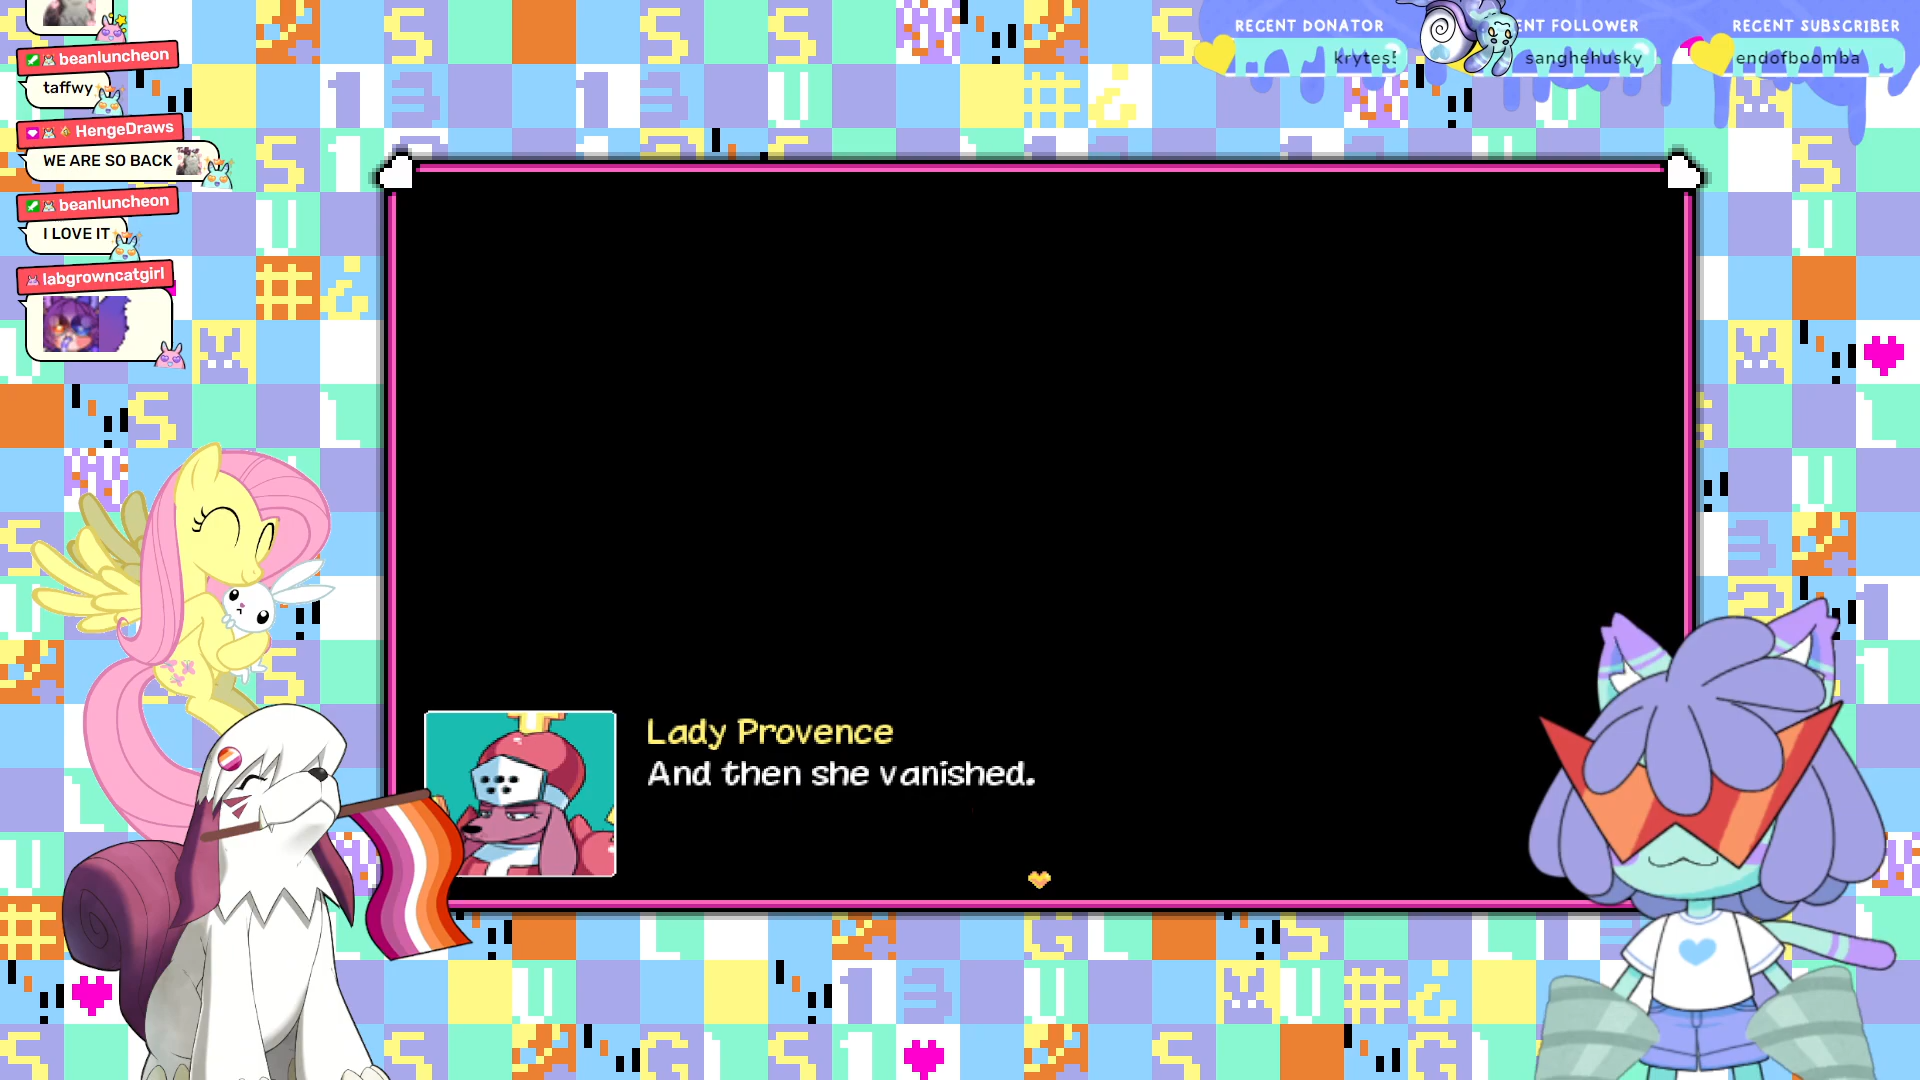 RECENT DONATOR
krytes!
NT FOLLOWER
sanghehusky
RECENT SUBSCRIBER
endofboomba
beanluncheon
taffwy
HengeDraws
WE ARE SO BACK
beanluncheon
I LOVE IT
labgrowncatgirl
Lady Provence
And then she vanished.